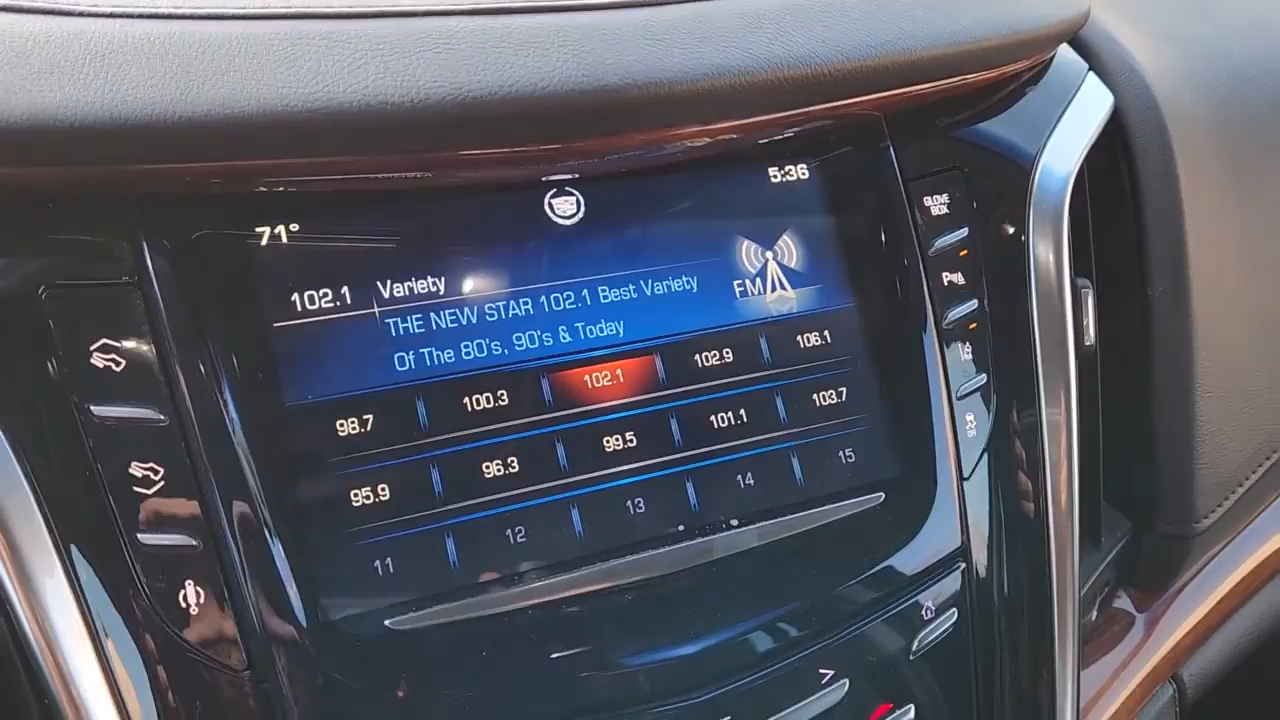 5:36
71°
102.1 Variety
THE NEW STAR 102.1 Best Variety
Of The 80's, 90's & Today
FM
98.7 100.3 102.1 102.9 106.1
95.9 96.3 99.5 101.1 103.7
11 12 13 14 15
GLOVE
BOX
P
OFF